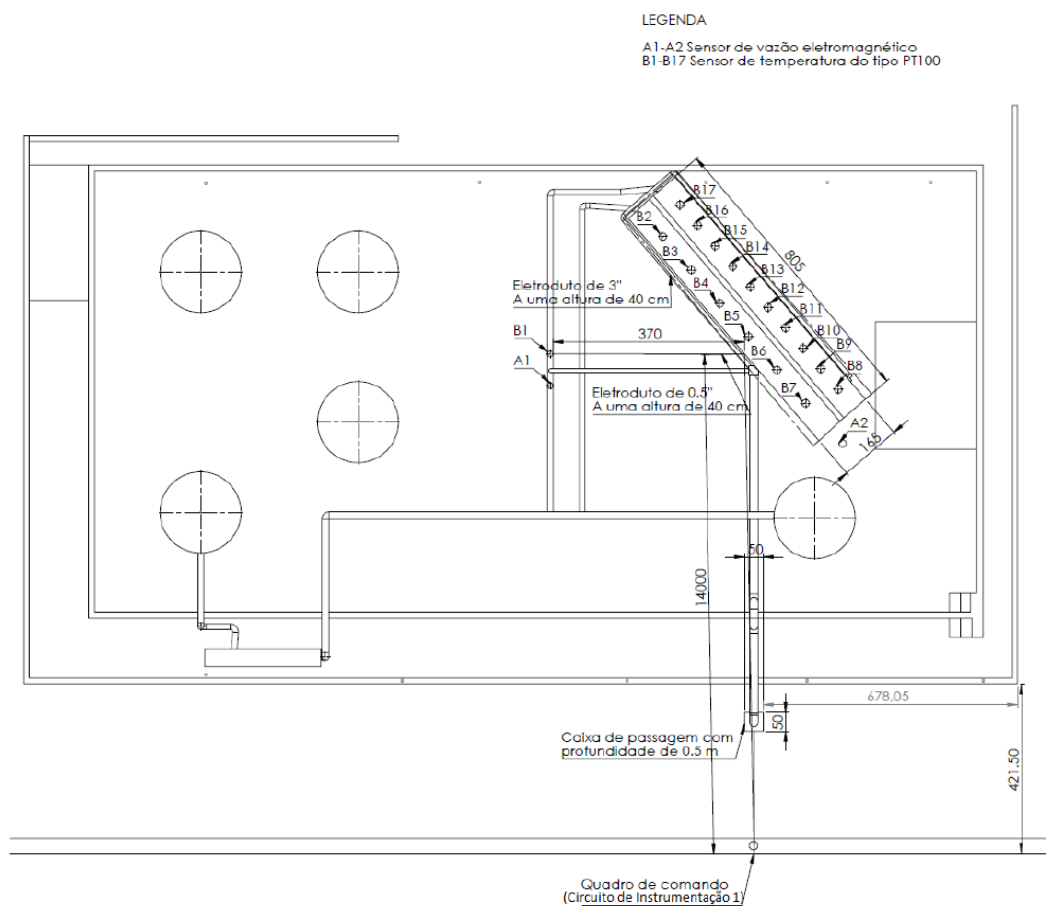 LEGENDA
A1-A2 Sensor de vazão eletromagnético
B1-B17 Sensor de temperatura do tipo PT100
B17
B2
B16
B15
B3
B14
805
B13
Eletroduto de 3"
A uma altura de 40 cm
B4
B12
B11
B1
370
B5
B10
B9
A1
B6
B8
Eletroduto de 0.5"
A uma altura de 40 cm
B7
A2
165
50
14000
678,05
50
Caixa de passagem com
profundidade de 0.5 m
421.50
Quadro de comando
(Circuito de Instrumentação 1)